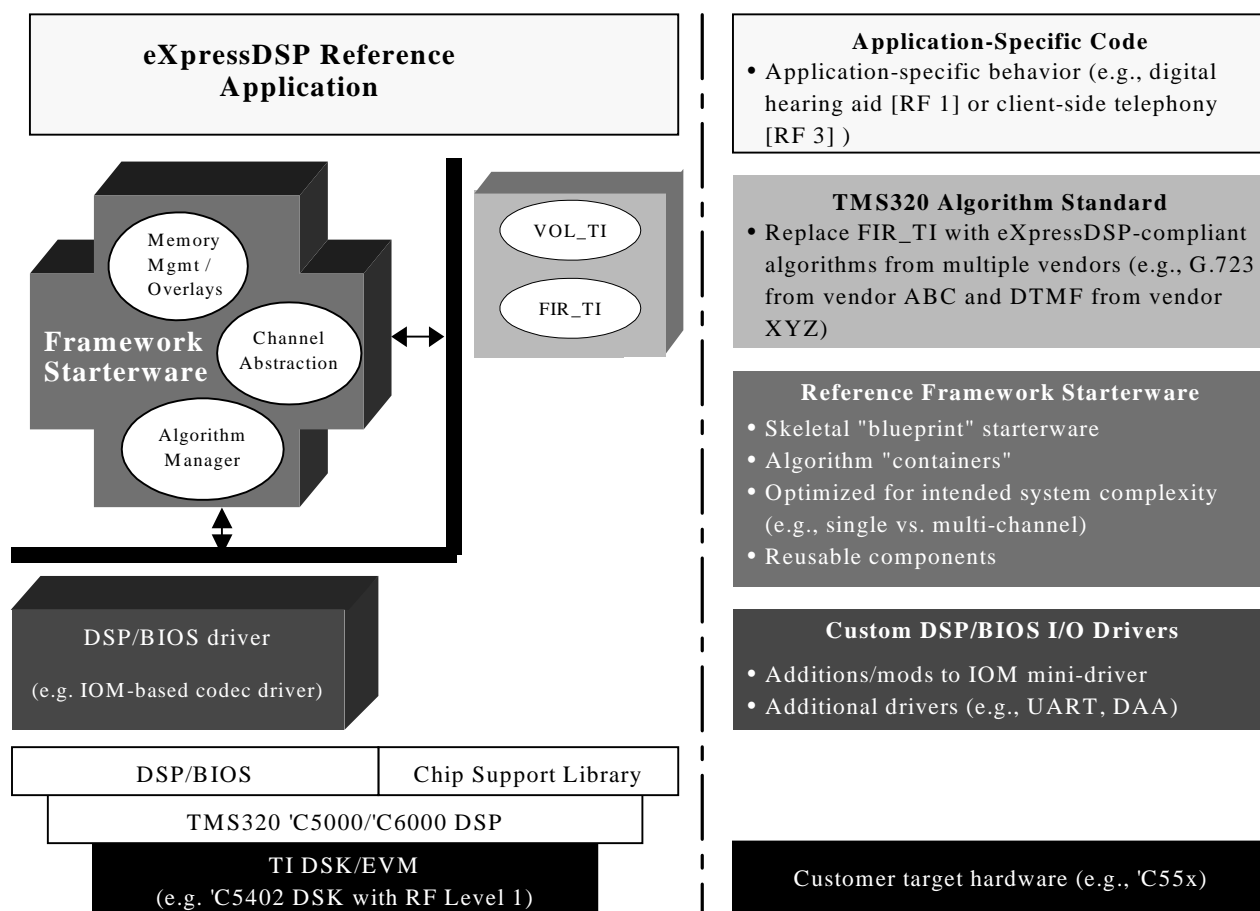 eXpressDSP Reference
Application
Memory
Mgmt /
Overlays
Framework
Starterware
Channel
Abstraction
Algorithm
Manager
VOL_TI
FIR_TI
DSP/BIOS driver
(e.g. IOM-based codec driver)
DSP/BIOS
Chip Support Library
TMS320 'C5000/'C6000 DSP
TI DSK/EVM
(e.g. 'C5402 DSK with RF Level 1)
Application-Specific Code
• Application-specific behavior (e.g., digital
hearing aid [RF 1] or client-side telephony
[RF 3] )
TMS320 Algorithm Standard
• Replace FIR_TI with eXpressDSP-compliant
algorithms from multiple vendors (e.g., G.723
from vendor ABC and DTMF from vendor
XYZ)
Reference Framework Starterware
• Skeletal "blueprint" starterware
• Algorithm "containers"
• Optimized for intended system complexity
(e.g., single vs. multi-channel)
• Reusable components
Custom DSP/BIOS I/O Drivers
• Additions/mods to IOM mini-driver
• Additional drivers (e.g., UART, DAA)
Customer target hardware (e.g., 'C55x)